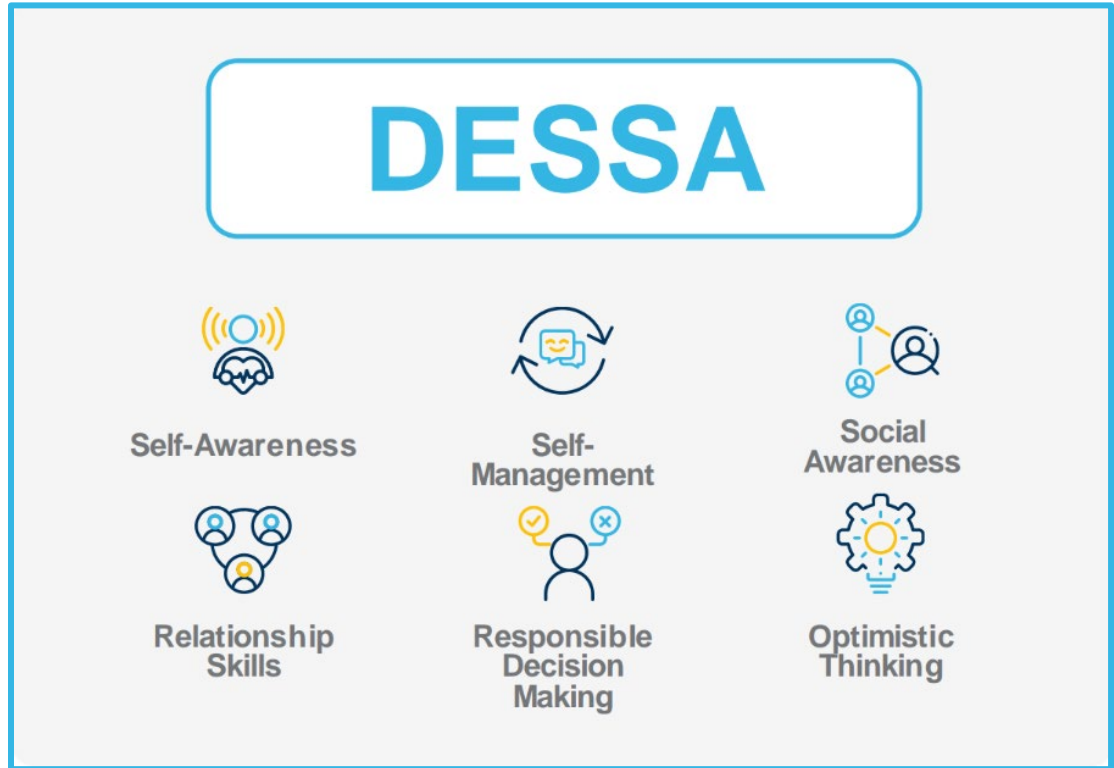 DESSA
Self-Awareness
Self-
Management
Social
Awareness
Relationship
Skills
Responsible
Decision
Making
Optimistic
Thinking